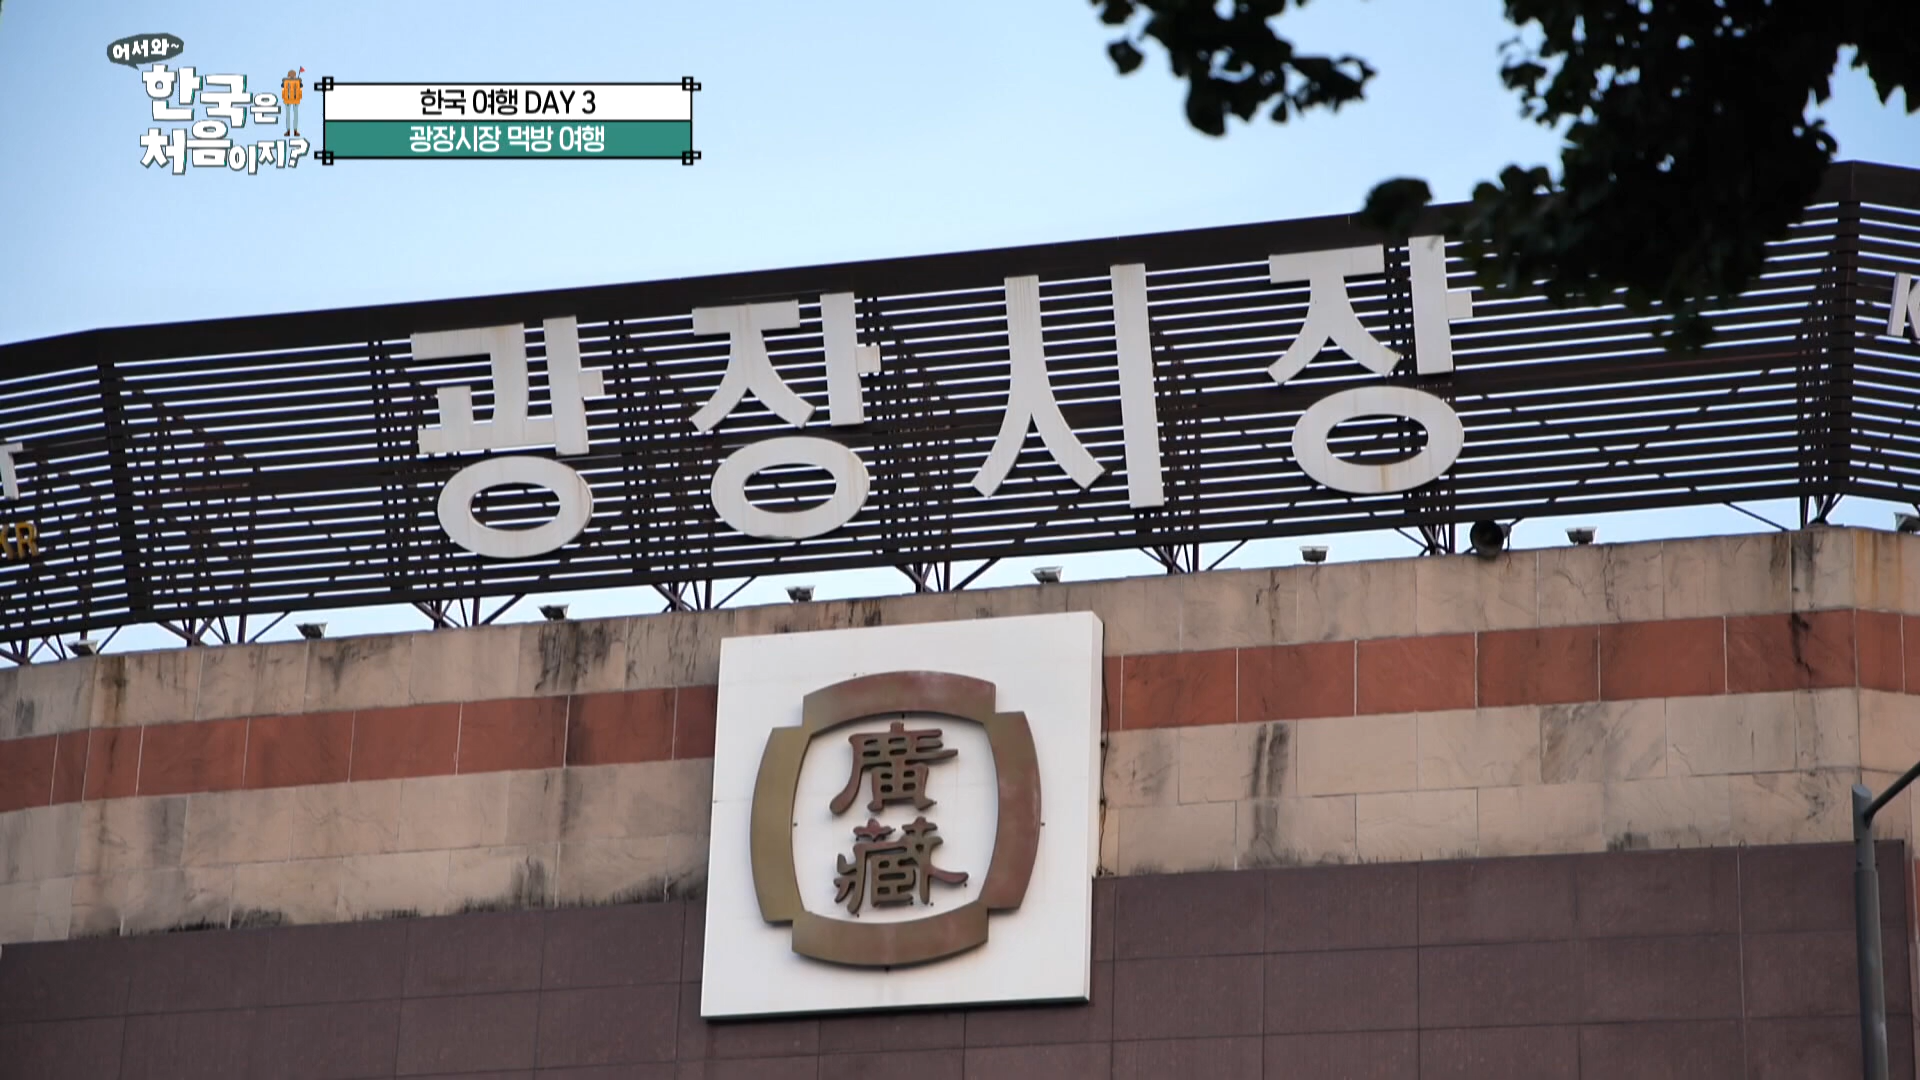 어서와~
한국은
처음이지?
한국 여행 DAY 3
광장시장 먹방 여행
광장시장
廣
藏